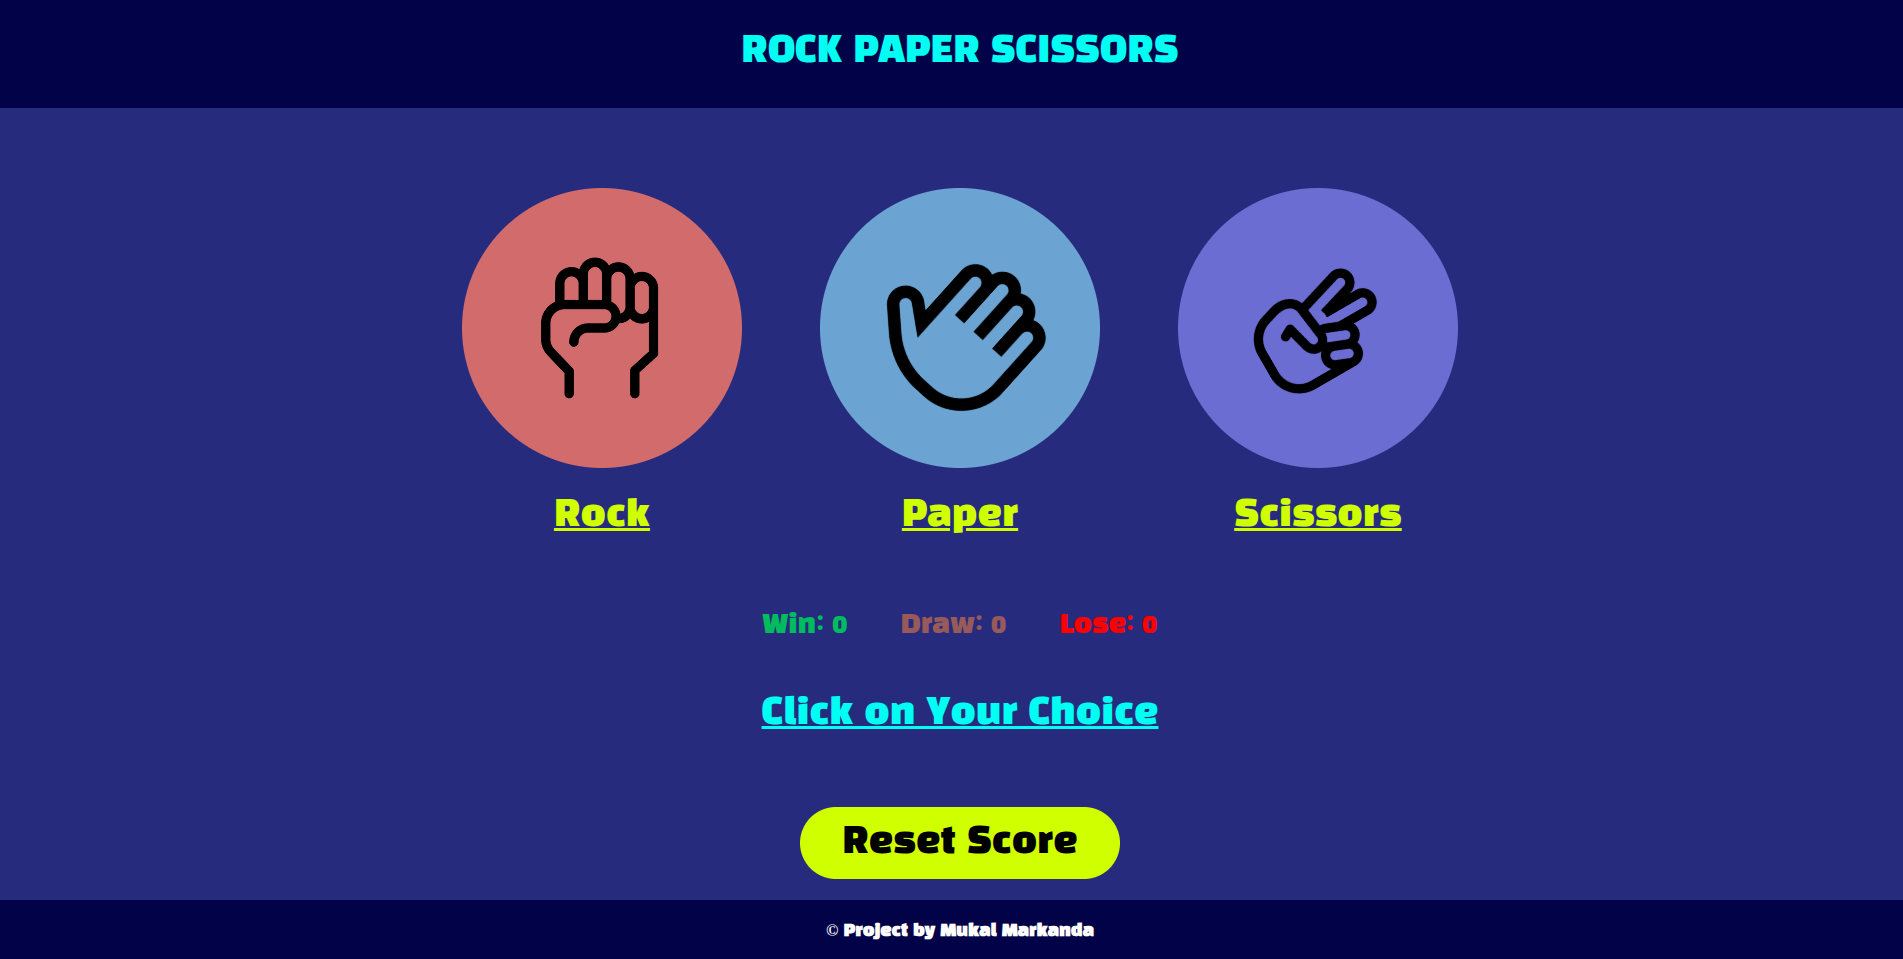 ROCK PAPER SCISSORS
Rock Paper Scissors
Win: 0 Draw: 0 Lose: 0
Click on Your Choice
Reset Score
© Project by Mukal Markanda